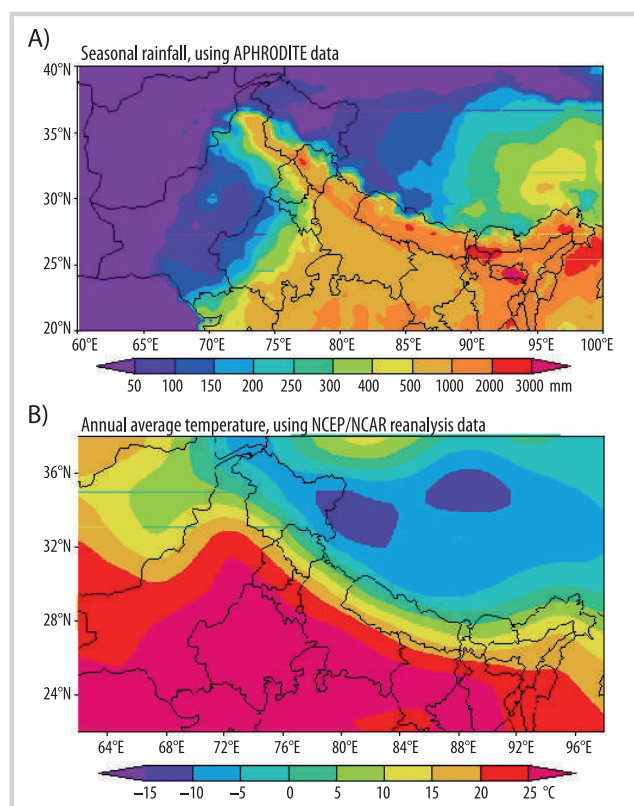 A)
Seasonal rainfall, using APHRODITE data
40°N
35°N
30°N
25°N
20°N
60°E 65°E 70°E 75°E 80°E 85°E 90°E 95°E 100°E
50 100 150 200 250 300 400 500 1000 2000 3000 mm
B)
Annual average temperature, using NCEP/NCAR reanalysis data
36°N
32°N
28°N
24°N
64°E 68°E 72°E 76°E 80°E 84°E 88°E 92°E 96°E
−15 −10 −5 0 5 10 15 20 25 °C